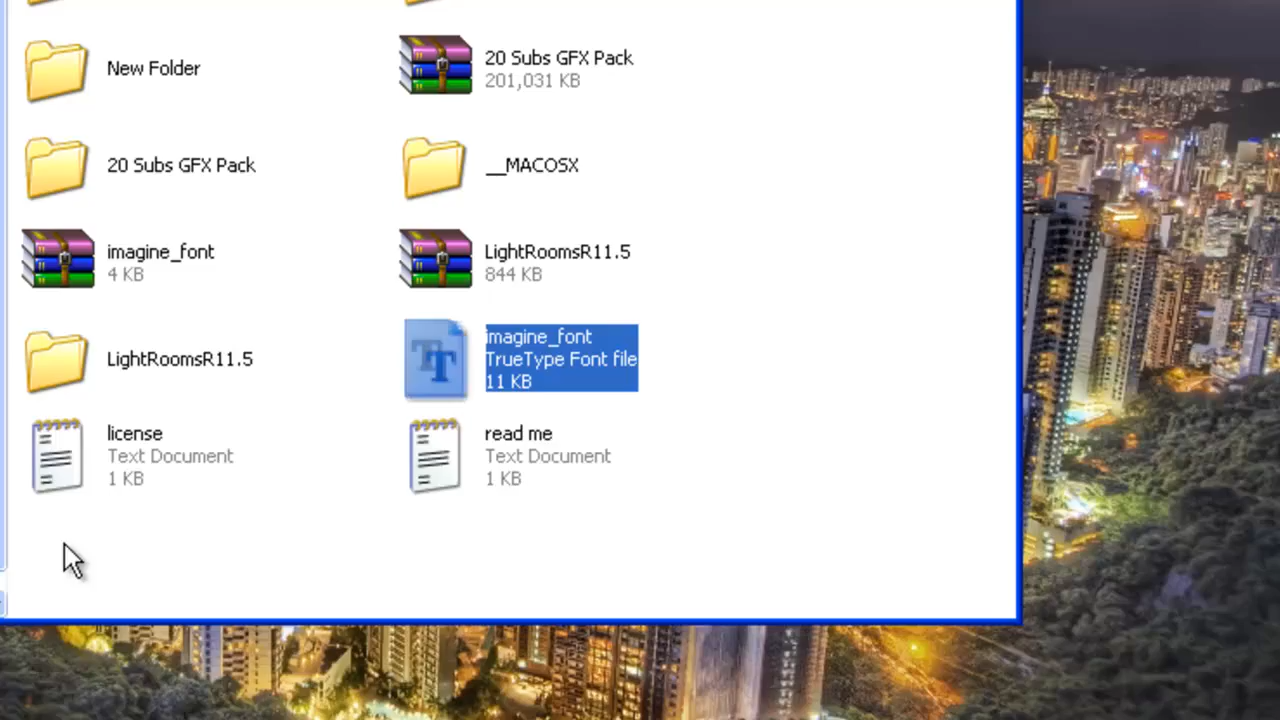 New Folder
20 Subs GFX Pack
201,031 KB
20 Subs GFX Pack
__MACOSX
imagine_font
4 KB
LightRoomsR11.5
844 KB
LightRoomsR11.5
imagine_font
TrueType Font file
11 KB
license
Text Document
1 KB
read me
Text Document
1 KB